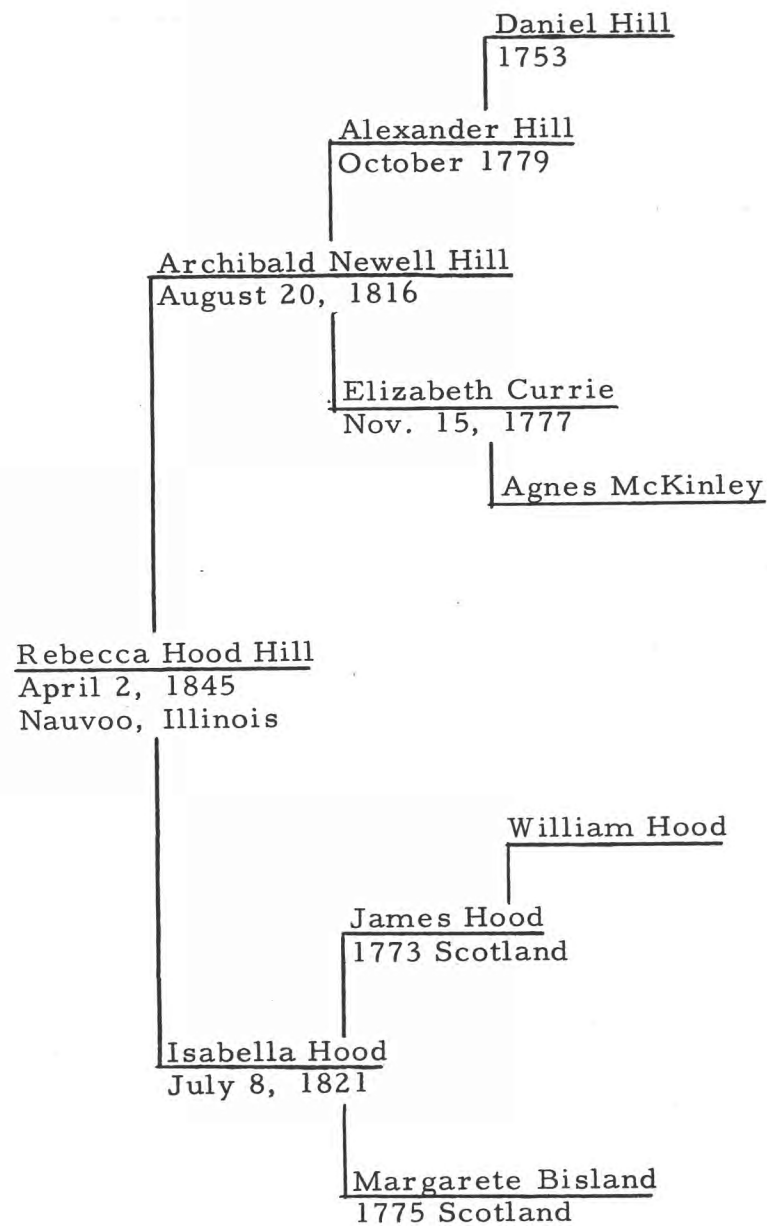 Daniel Hill
1753
Alexander Hill
October 1779
Archibald Newell Hill
August 20, 1816
Elizabeth Currie
Nov. 15, 1777
Agnes McKinley
Rebecca Hood Hill
April 2, 1845
Nauvoo, Illinois
William Hood
James Hood
1773 Scotland
Isabella Hood
July 8, 1821
Margarete Bisland
1775 Scotland